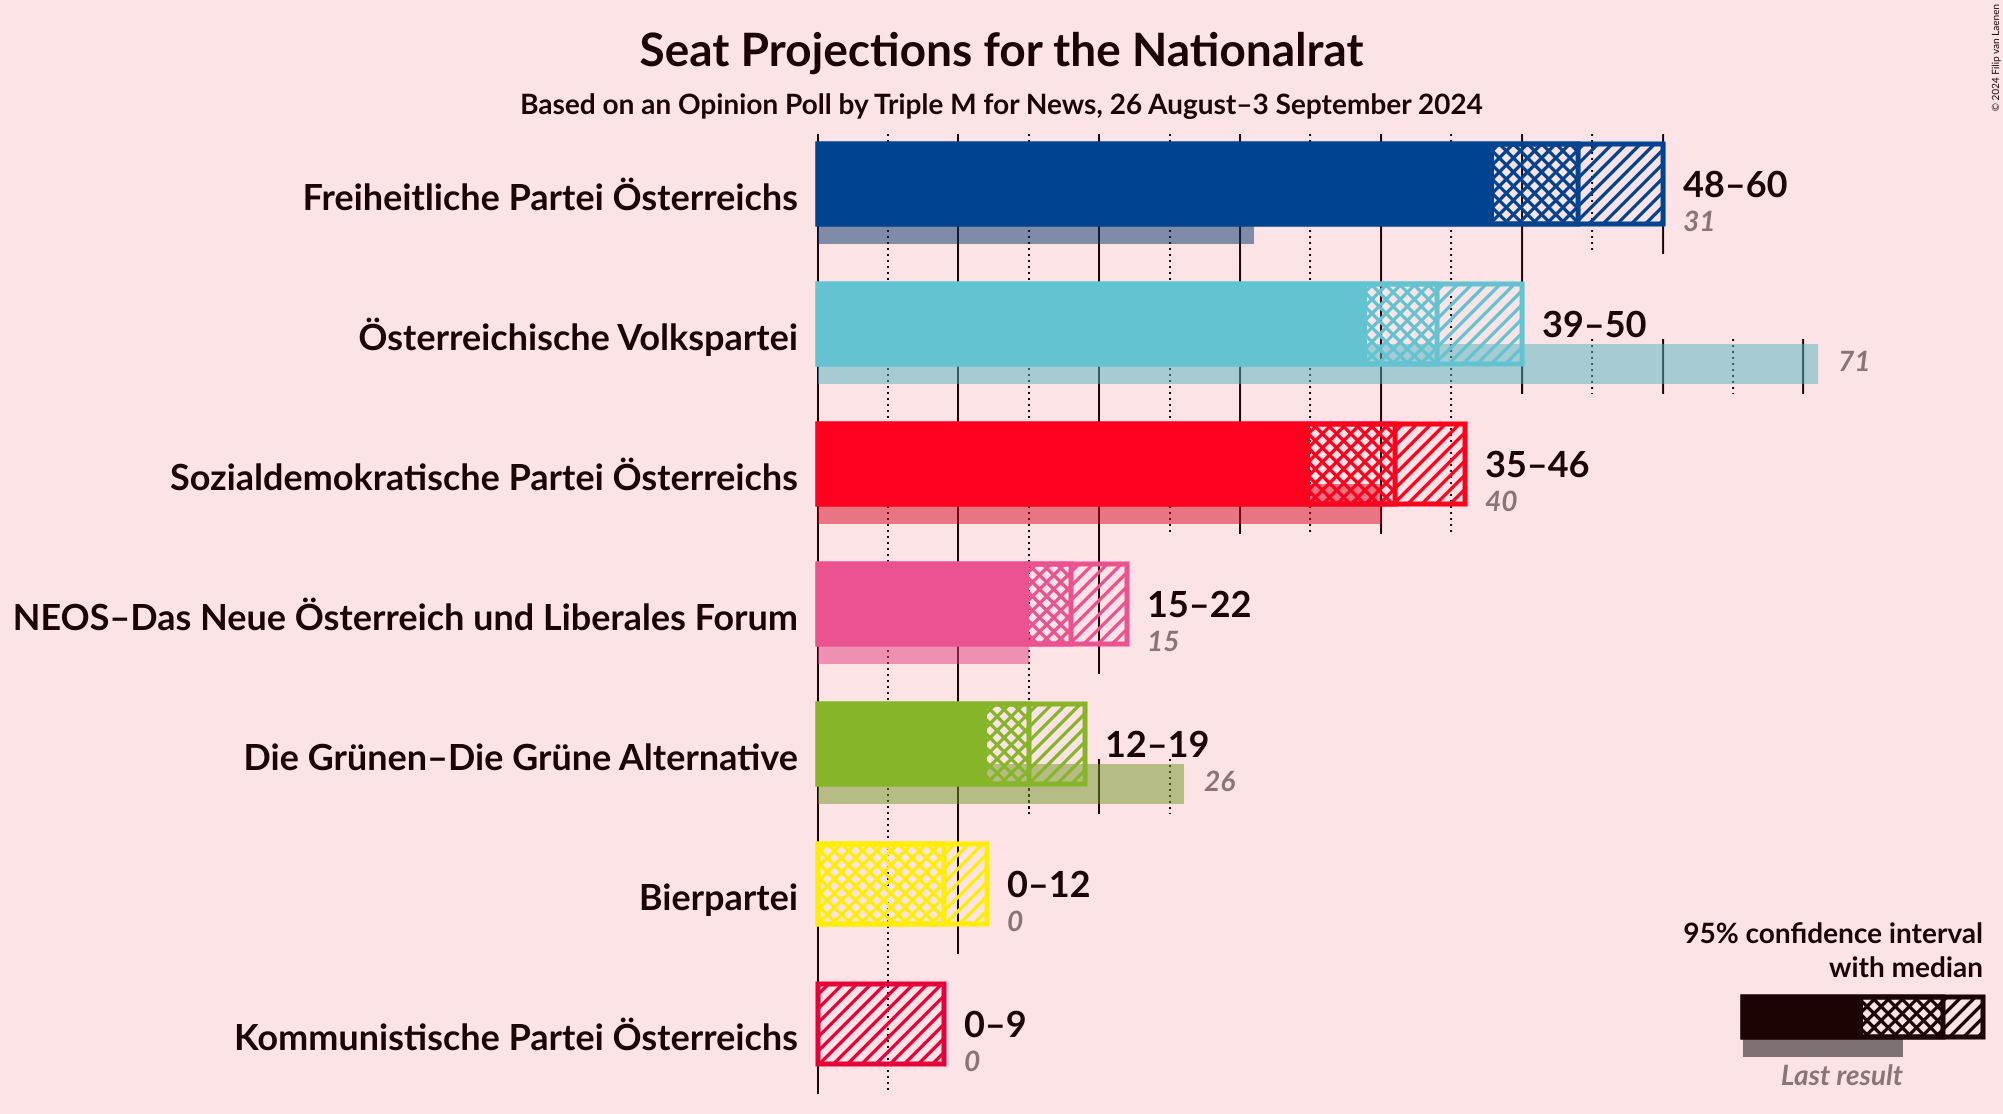 Seat Projections for the Nationalrat
Based on an Opinion Poll by Triple M for News, 26 August–3 September 2024
© 2024 Filip van Laenen
Freiheitliche Partei Österreichs
48–60
31
Österreichische Volkspartei
39–50
71
Sozialdemokratische Partei Österreichs
35–46
40
NEOS–Das Neue Österreich und Liberales Forum
15–22
15
Die Grünen–Die Grüne Alternative
12–19
26
Bierpartei
0–12
0
Kommunistische Partei Österreichs
0–9
0
95% confidence interval
with median
Last result